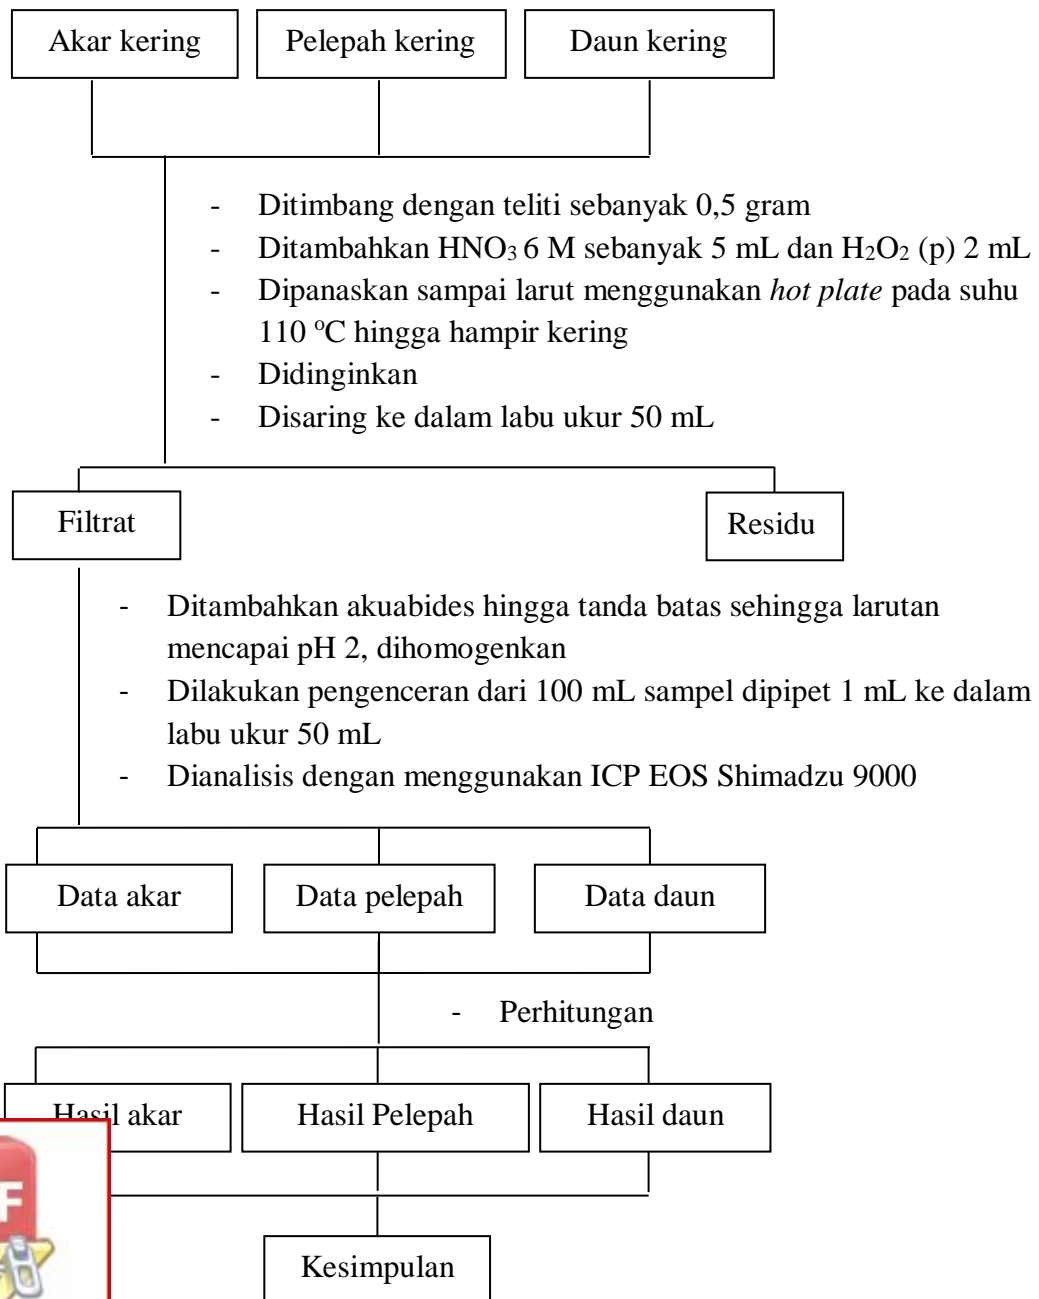 Akar kering
Pelepah kering
Daun kering
- Ditimbang dengan teliti sebanyak 0,5 gram
- Ditambahkan HNO₃ 6 M sebanyak 5 mL dan H₂O₂ (p) 2 mL
- Dipanaskan sampai larut menggunakan hot plate pada suhu
110 °C hingga hampir kering
- Didinginkan
- Disaring ke dalam labu ukur 50 mL
Filtrat
Residu
- Ditambahkan akuabides hingga tanda batas sehingga larutan
mencapai pH 2, dihomogenkan
- Dilakukan pengenceran dari 100 mL sampel dipipet 1 mL ke dalam
labu ukur 50 mL
- Dianalisis dengan menggunakan ICP EOS Shimadzu 9000
Data akar
Data pelepah
Data daun
- Perhitungan
Hasil akar
Hasil Pelepah
Hasil daun
Kesimpulan